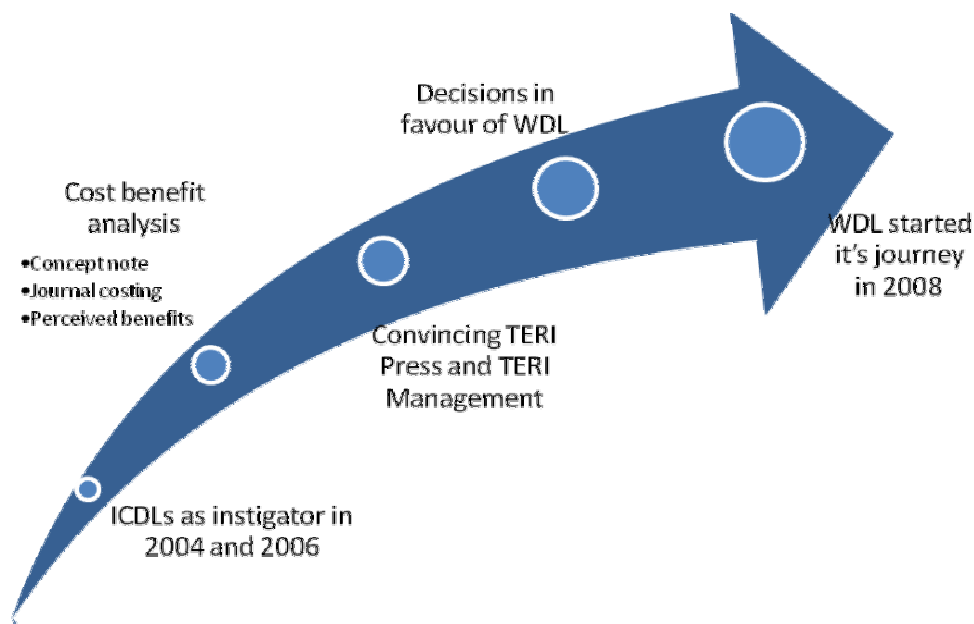 Decisions in
favour of WDL
Cost benefit
analysis
•Concept note
•Journal costing
•Perceived benefits
WDL started
it's journey
in 2008
Convincing TERI
Press and TERI
Management
ICDLs as instigator in
2004 and 2006